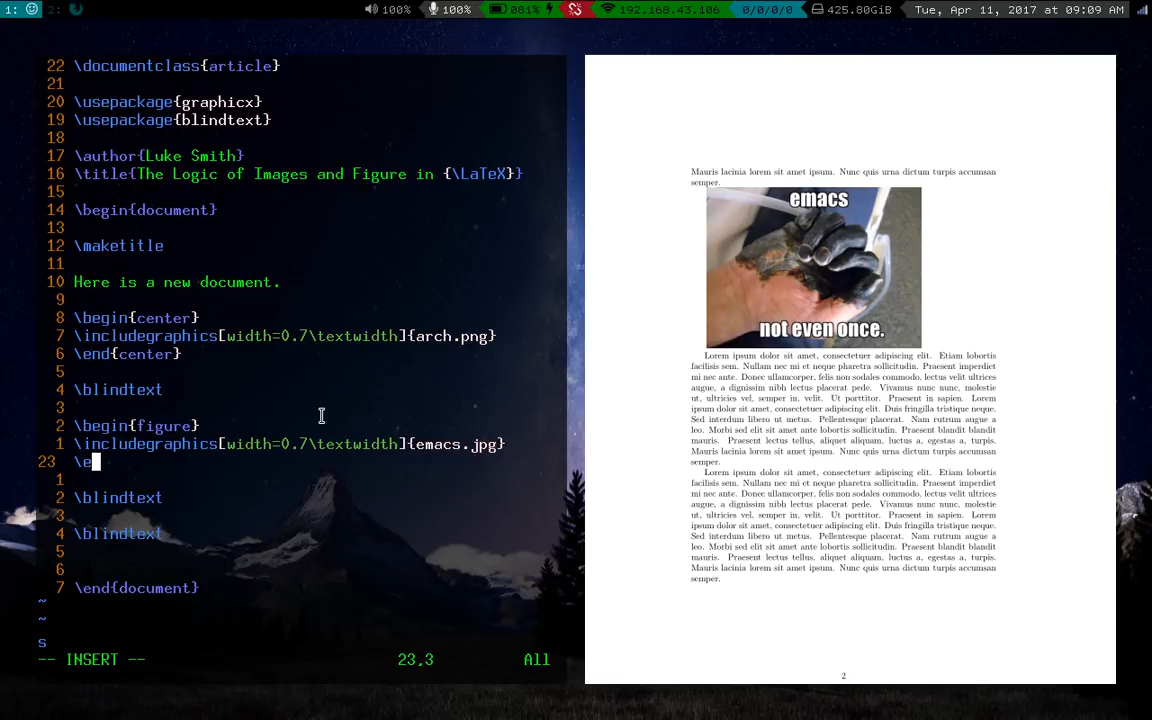 1: 2: 100% 100% 081% 192.168.43.106 0/0/0/0 425.80GiB Tue, Apr 11, 2017 at 09:09 AM
22 \documentclass{article}
21
20 \usepackage{graphicx}
19 \usepackage{blindtext}
18
17 \author{Luke Smith}
16 \title{The Logic of Images and Figure in {\LaTeX}}
15
14 \begin{document}
13
12 \maketitle
11
10 Here is a new document.
9
8 \begin{center}
7 \includegraphics[width=0.7\textwidth]{arch.png}
6 \end{center}
5
4 \blindtext
3
2 \begin{figure}
1 \includegraphics[width=0.7\textwidth]{emacs.jpg}
23 \e
1
2 \blindtext
3
4 \blindtext
5
6
7 \end{document}
~
~
s
-- INSERT -- 23,3 All
Mauris lacinia lorem sit amet ipsum. Nunc quis urna dictum turpis accumsan
semper.
emacs
not even once.
Lorem ipsum dolor sit amet, consectetuer adipiscing elit. Etiam lobortis
facilisis sem. Nullam nec mi et neque pharetra sollicitudin. Praesent imperdiet
mi nec ante. Donec ullamcorper, felis non sodales commodo, lectus velit ultrices
augue, a dignissim nibh lectus placerat pede. Vivamus nunc nunc, molestie
ut, ultricies vel, semper in, velit. Ut porttitor. Praesent in sapien. Lorem
ipsum dolor sit amet, consectetuer adipiscing elit. Duis fringilla tristique neque.
Sed interdum libero ut metus. Pellentesque placerat. Nam rutrum augue a
leo. Morbi sed elit sit amet ante lobortis sollicitudin. Praesent blandit blandit
mauris. Praesent lectus tellus, aliquet aliquam, luctus a, egestas a, turpis.
Mauris lacinia lorem sit amet ipsum. Nunc quis urna dictum turpis accumsan
semper.
Lorem ipsum dolor sit amet, consectetuer adipiscing elit. Etiam lobortis
facilisis sem. Nullam nec mi et neque pharetra sollicitudin. Praesent imperdiet
mi nec ante. Donec ullamcorper, felis non sodales commodo, lectus velit ultrices
augue, a dignissim nibh lectus placerat pede. Vivamus nunc nunc, molestie
ut, ultricies vel, semper in, velit. Ut porttitor. Praesent in sapien. Lorem
ipsum dolor sit amet, consectetuer adipiscing elit. Duis fringilla tristique neque.
Sed interdum libero ut metus. Pellentesque placerat. Nam rutrum augue a
leo. Morbi sed elit sit amet ante lobortis sollicitudin. Praesent blandit blandit
mauris. Praesent lectus tellus, aliquet aliquam, luctus a, egestas a, turpis.
Mauris lacinia lorem sit amet ipsum. Nunc quis urna dictum turpis accumsan
semper.
2